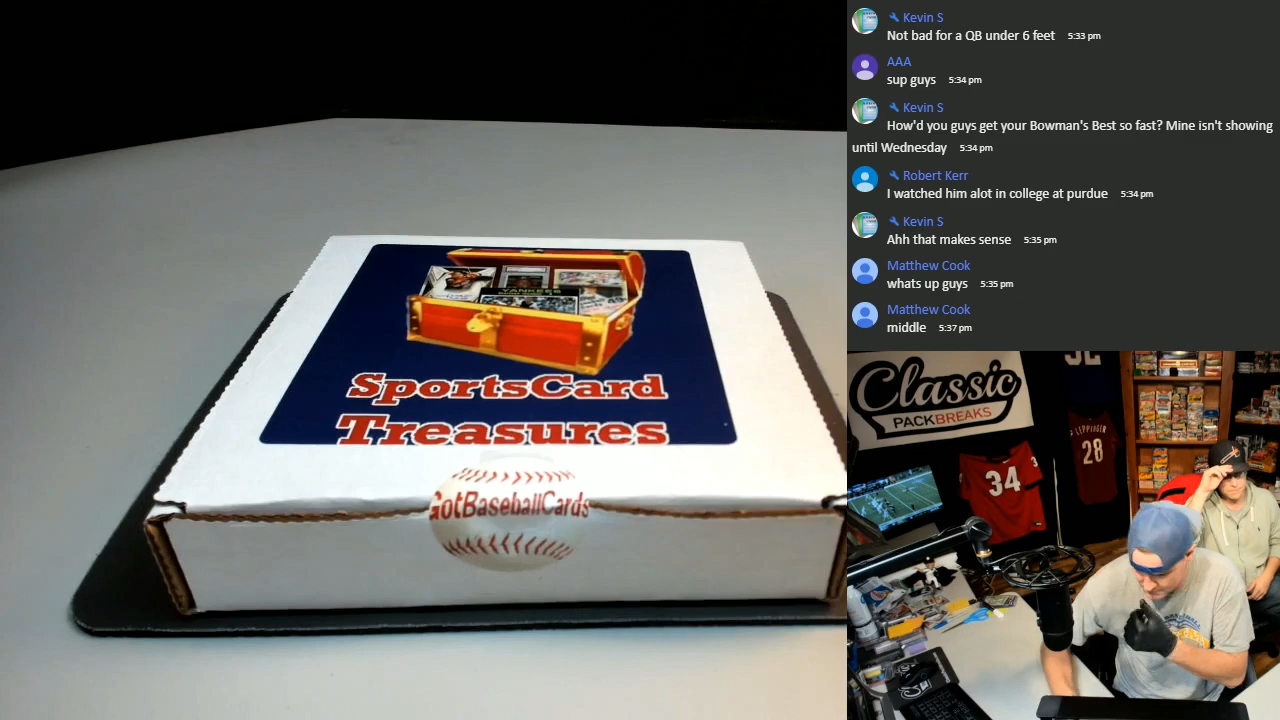 Kevin S
Not bad for a QB under 6 feet 5:33 pm
AAA
sup guys 5:34 pm
Kevin S
How'd you guys get your Bowman's Best so fast? Mine isn't showing
until Wednesday 5:34 pm
Robert Kerr
I watched him alot in college at purdue 5:34 pm
Kevin S
Ahh that makes sense 5:35 pm
Matthew Cook
whats up guys 5:35 pm
Matthew Cook
middle 5:37 pm
YANKEES
SportsCard
Treasures
GotBaseballCards
Classic
PACKBREAKS
34
LEPPINGER
28